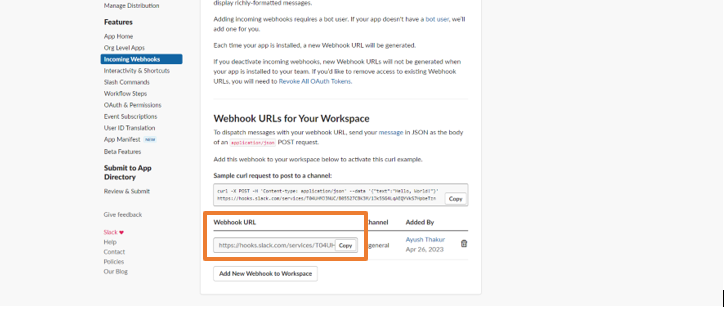 Manage Distribution
Features
App Home
Org Level Apps
Incoming Webhooks
Interactivity & Shortcuts
Slash Commands
Workflow Steps
OAuth & Permissions
Event Subscriptions
User ID Translation
App Manifest new
Beta Features
Submit to App
Directory
Review & Submit
Give feedback
Slack ♥
Help
Contact
Policies
Our Blog
display richly-formatted messages.
Adding incoming webhooks requires a bot user. If your app doesn't have a bot user, we'll
add one for you.
Each time your app is installed, a new Webhook URL will be generated.
If you deactivate incoming webhooks, new Webhook URLs will not be generated when
your app is installed to your team. If you'd like to remove access to existing Webhook
URLs, you will need to Revoke All OAuth Tokens.
Webhook URLs for Your Workspace
To dispatch messages with your webhook URL, send your message in JSON as the body
of an application/json POST request.
Add this webhook to your workspace below to activate this curl example.
Sample curl request to post to a channel:
curl -X POST -H 'Content-type: application/json' --data '{"text":"Hello, World!"}'
Copy
Webhook URL
Channel
Added By
https://hooks.slack.com/services/T04UH
Copy
general
Ayush Thakur
Apr 26, 2023
Add New Webhook to Workspace